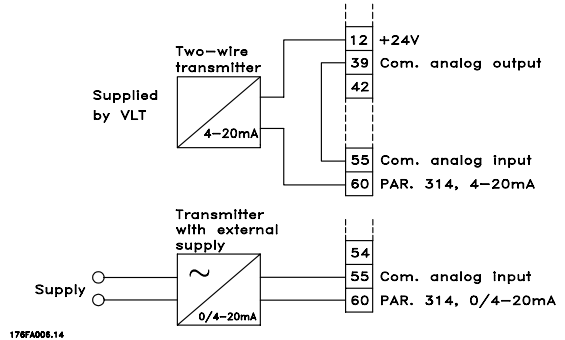 12 +24V
Two-wire
transmitter
39 Com. analog output
42
Supplied
by VLT
4-20mA
55 Com. analog input
60 PAR. 314, 4-20mA
Transmitter
with external
supply
54
~
55 Com. analog input
Supply
60 PAR. 314, 0/4-20mA
0/4-20mA
176FA006.14